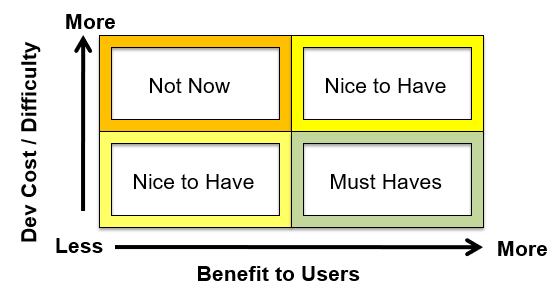 More
Dev Cost / Difficulty
Not Now
Nice to Have
Nice to Have
Must Haves
Less
More
Benefit to Users